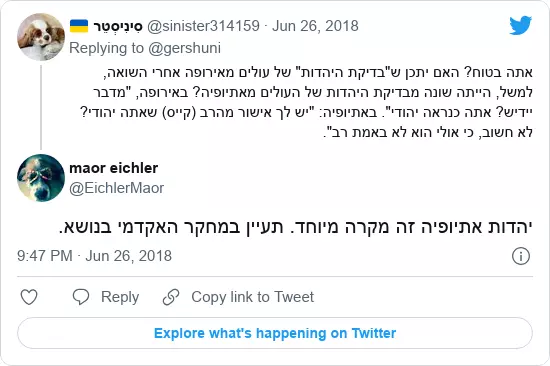 סִינִיסְטֵר 🇺🇦 @sinister314159 · Jun 26, 2018
Replying to @gershuni
אתה בטוח? האם יתכן ש"בדיקת היהדות" של עולים מאירופה אחרי השואה,
למשל, הייתה שונה מבדיקת היהדות של העולים מאתיופיה? באירופה, "מדבר
יידיש? אתה כנראה יהודי". באתיופיה: "יש לך אישור מהרב (קייס) שאתה יהודי?
לא חשוב, כי אולי הוא לא באמת רב".
maor eichler
@EichlerMaor
יהדות אתיופיה זה מקרה מיוחד. תעיין במחקר האקדמי בנושא.
9:47 PM · Jun 26, 2018
Reply
Copy link to Tweet
Explore what's happening on Twitter